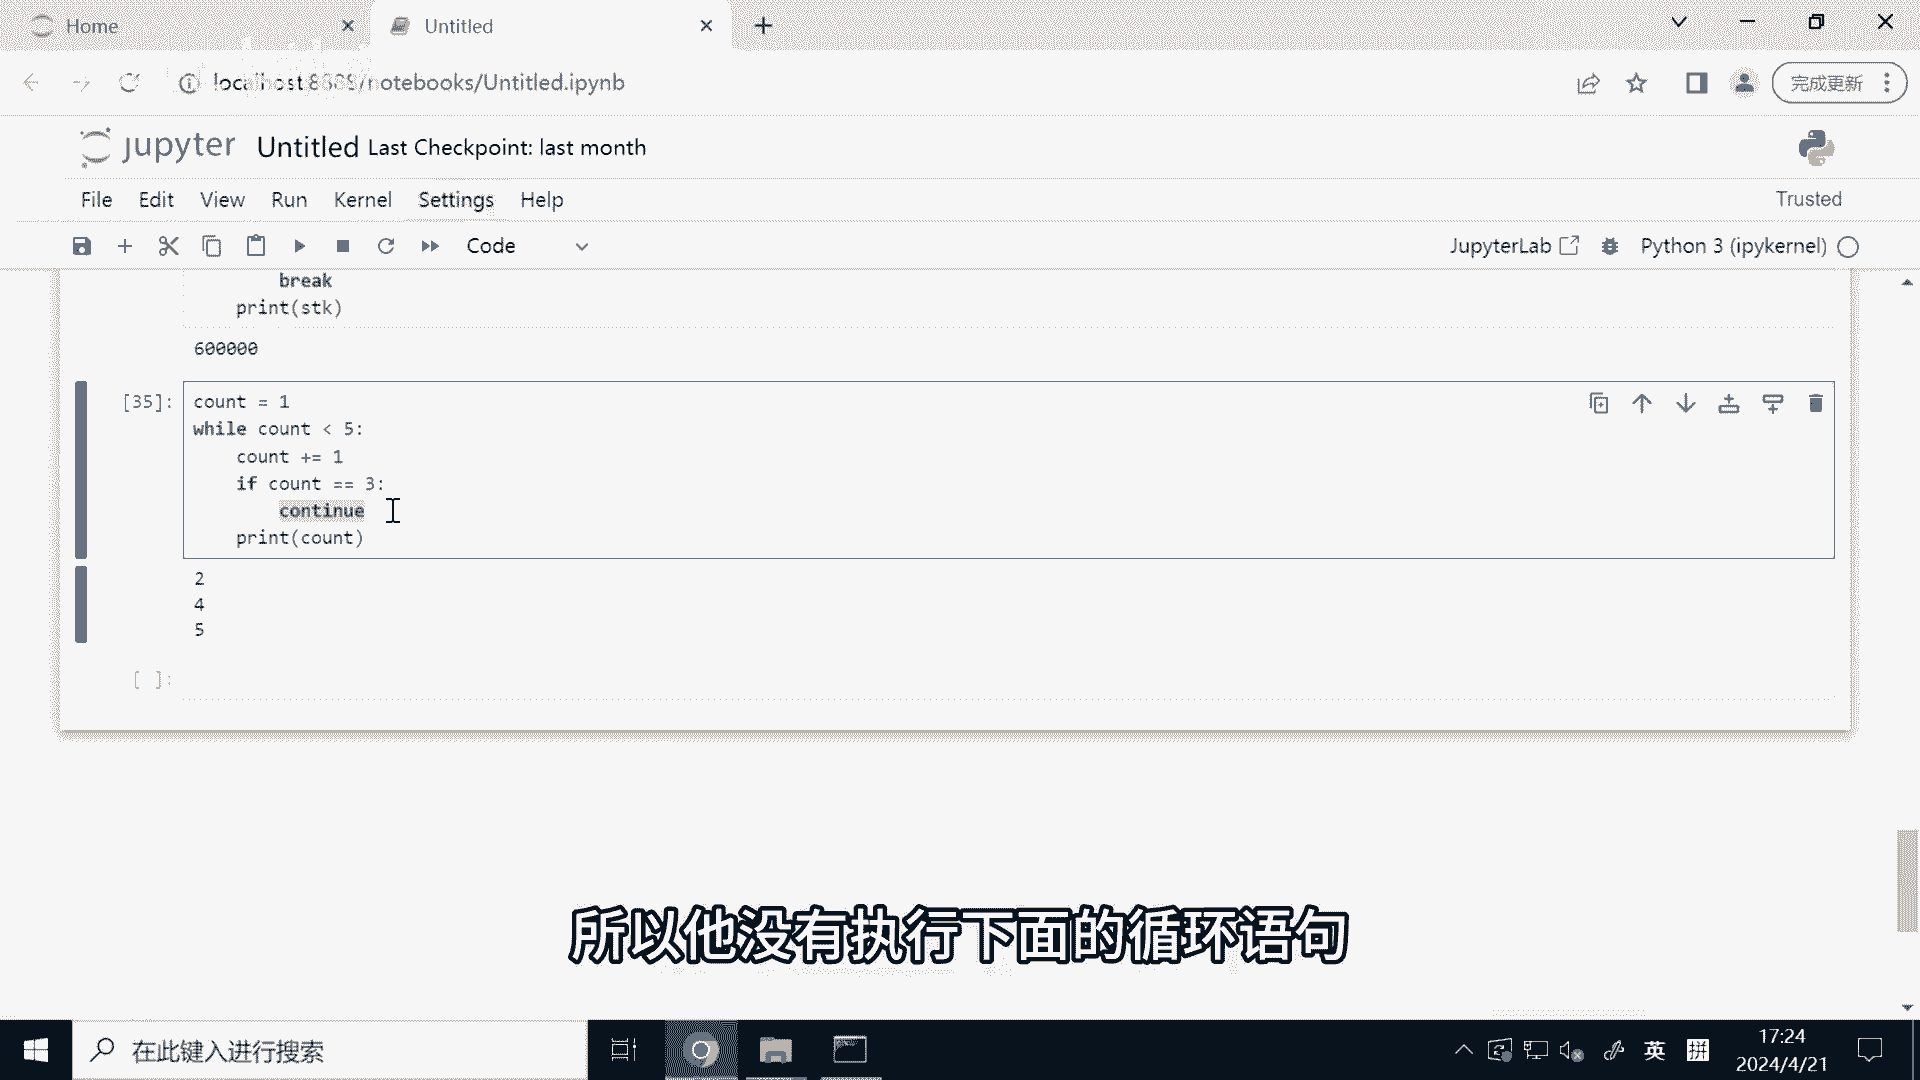 Home
Untitled
localhost:8888/notebooks/Untitled.ipynb
完成更新
jupyter Untitled Last Checkpoint: last month
File Edit View Run Kernel Settings Help
Trusted
Code
JupyterLab
Python 3 (ipykernel)
break
print(stk)
600000
[35]:
count = 1
while count < 5:
count += 1
if count == 3:
continue
print(count)
2
4
5
[ ]:
所以他没有执行下面的循环语句
在此键入进行搜索
英
拼
17:24
2024/4/21